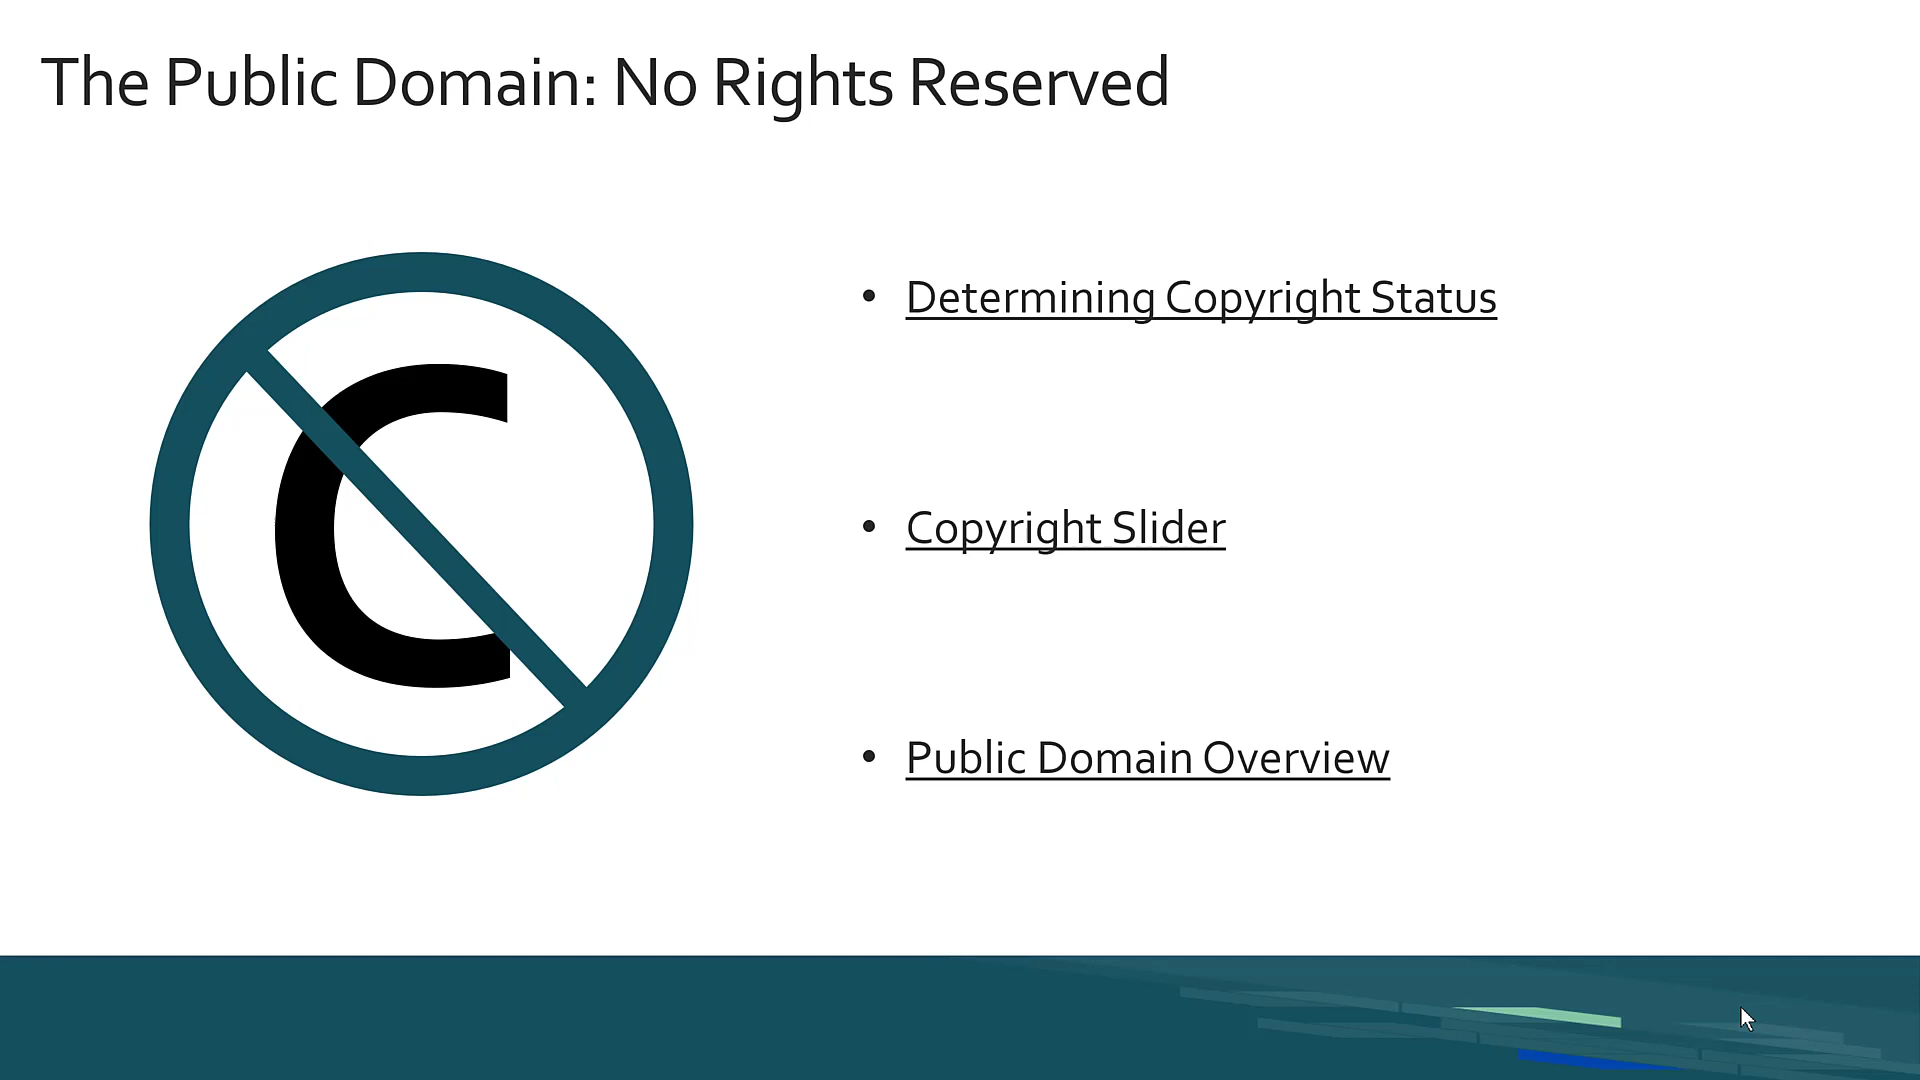 The Public Domain: No Rights Reserved
C
• Determining Copyright Status
• Copyright Slider
• Public Domain Overview